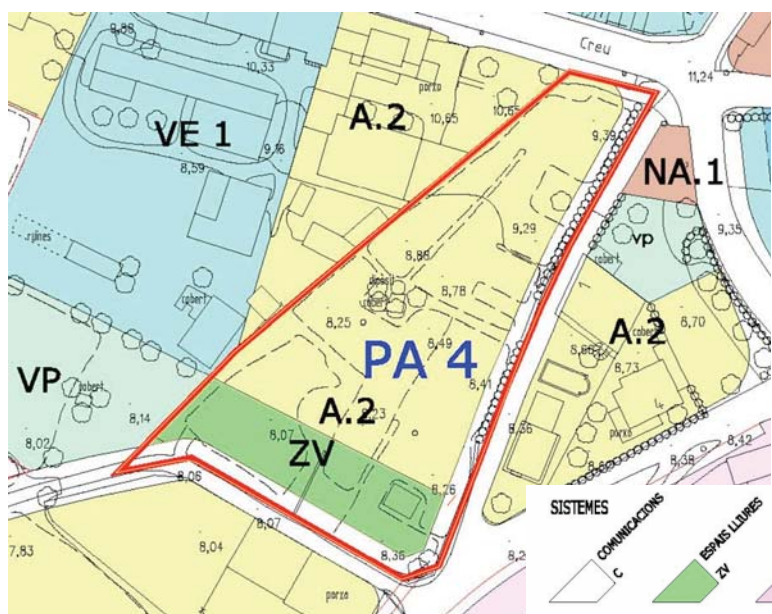 9,88
Creu
10,33
11,24
porxo
A.2
10,65
10,65
VE 1
9,16
9,39
8,59
NA.1
ruines
9,29
vp
9,35
8,88
cobert
8,78
cobert
8,25
8,49
8,70
PA 4
A.2
8,73
VP
cobert
8,41
8,14
A.2
8,23
8,07
8,36
porxo
8,02
ZV
8,42
8,38
8,06
8,26
8,07
7,83
8,04
8,36
8,2
porxo
SISTEMES
COMUNICACIONS
C
ESPAIS LLIURES
ZV